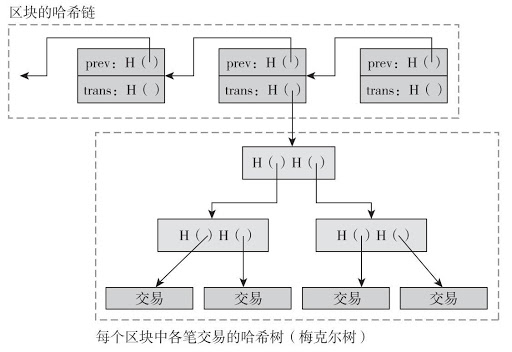 区块的哈希链
prev: H ( ) prev: H ( ) prev: H ( )
trans: H ( ) trans: H ( ) trans: H ( )
H ( ) H ( )
H ( ) H ( ) H ( ) H ( )
交易 交易 交易 交易
每个区块中各笔交易的哈希树（梅克尔树）